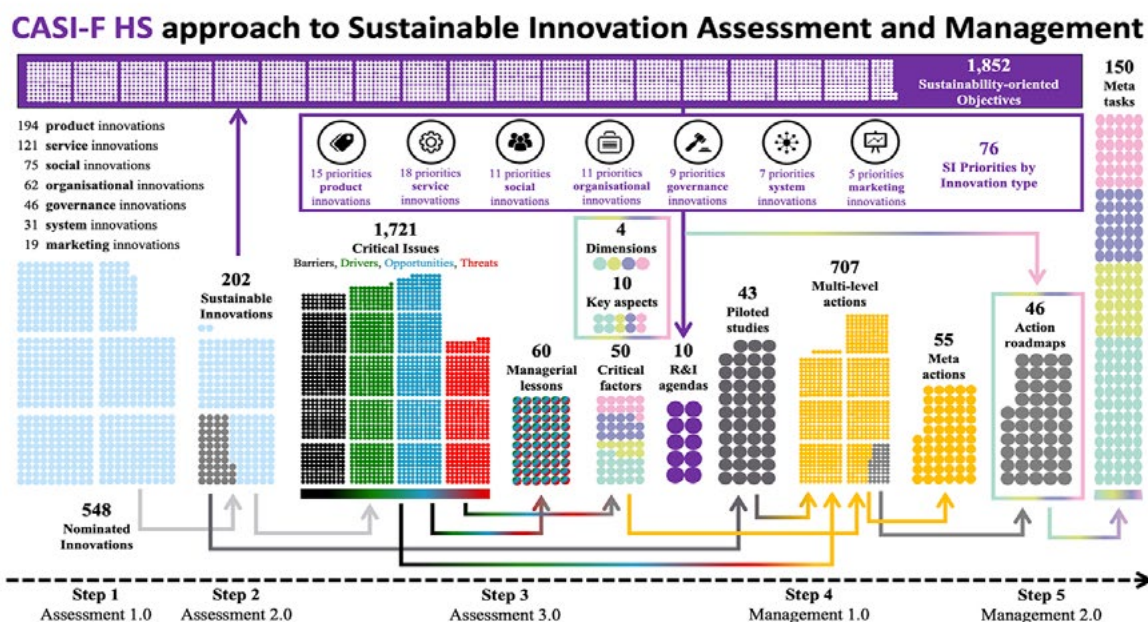 CASI-F HS approach to Sustainable Innovation Assessment and Management
1,852
Sustainability-oriented
Objectives
150
Meta
tasks
194 product innovations
121 service innovations
75 social innovations
62 organisational innovations
46 governance innovations
31 system innovations
19 marketing innovations
15 priorities
product
innovations
18 priorities
service
innovations
11 priorities
social
innovations
11 priorities
organisational
innovations
9 priorities
governance
innovations
7 priorities
system
innovations
5 priorities
marketing
innovations
76
SI Priorities by
Innovation type
202
Sustainable
Innovations
1,721
Critical Issues
Barriers, Drivers, Opportunities, Threats
4
Dimensions
10
Key aspects
60
Managerial
lessons
50
Critical
factors
10
R&I
agendas
43
Piloted
studies
707
Multi-level
actions
55
Meta
actions
46
Action
roadmaps
548
Nominated
Innovations
Step 1
Assessment 1.0
Step 2
Assessment 2.0
Step 3
Assessment 3.0
Step 4
Management 1.0
Step 5
Management 2.0